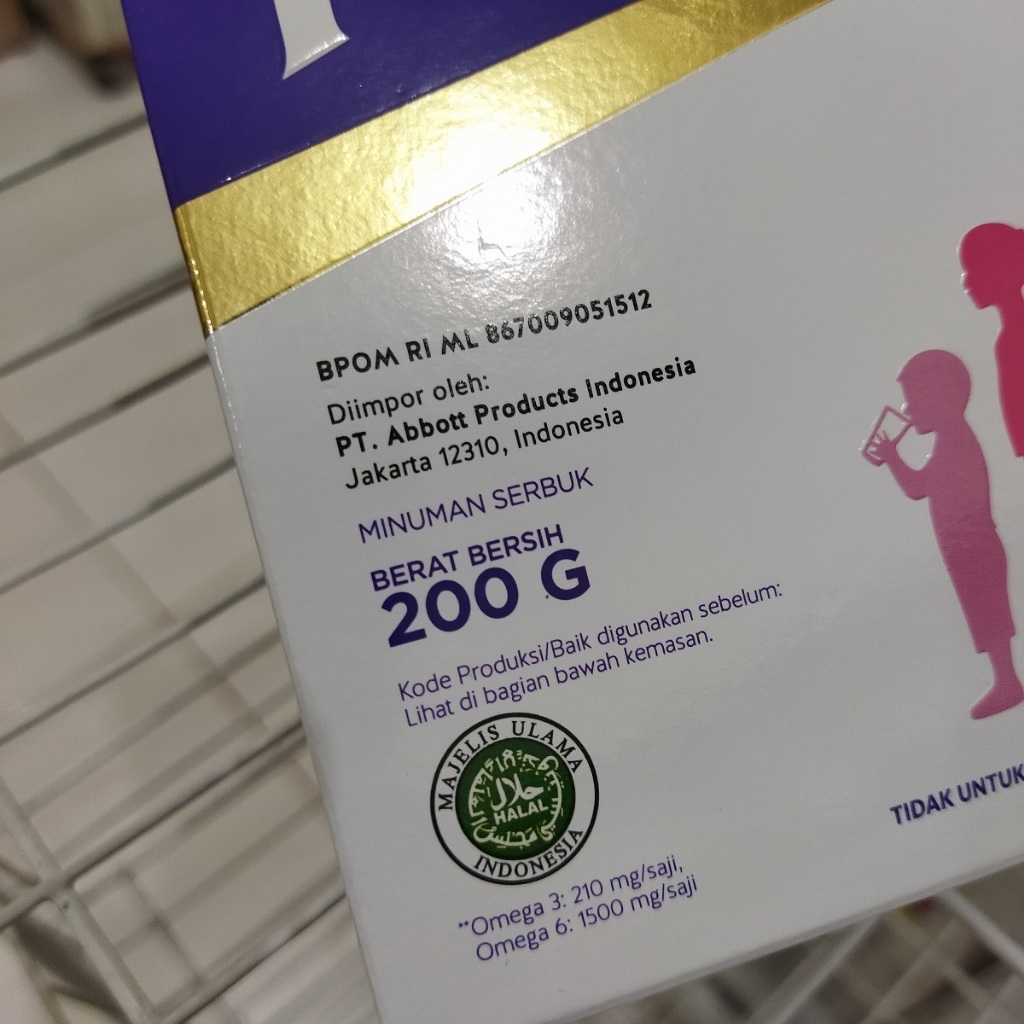 BPOM RI ML 867009051512
Diimpor oleh:
PT. Abbott Products Indonesia
Jakarta 12310, Indonesia
MINUMAN SERBUK
BERAT BERSIH
200 G
Kode Produksi/Baik digunakan sebelum:
Lihat di bagian bawah kemasan.
MAJELIS ULAMA
حلال
HALAL
INDONESIA
TIDAK UNTUK
**Omega 3: 210 mg/saji,
Omega 6: 1500 mg/saji